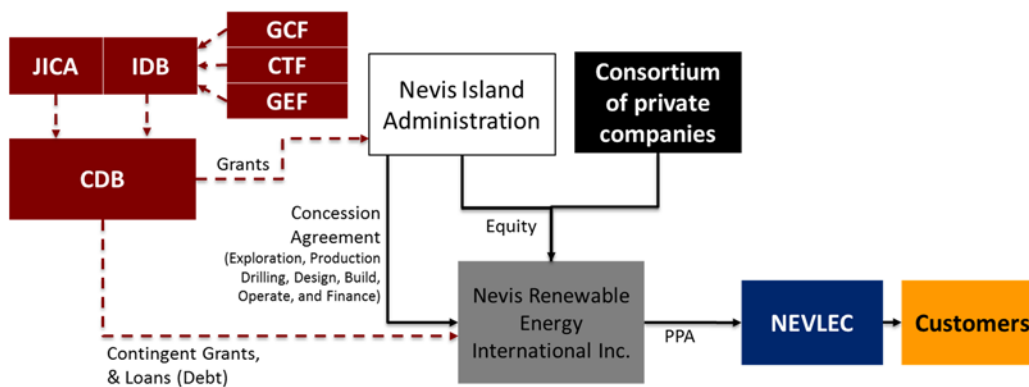 GCF
JICA
IDB
CTF
GEF
Nevis Island
Administration
Consortium
of private
companies
CDB
Grants
Concession
Agreement
(Exploration, Production
Drilling, Design, Build,
Operate, and Finance)
Equity
Nevis Renewable
Energy
International Inc.
PPA
NEVLEC
Customers
Contingent Grants,
& Loans (Debt)